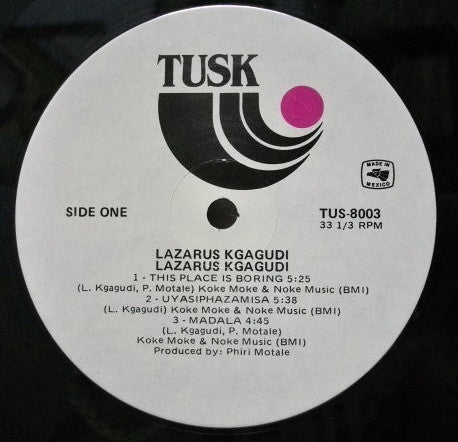 TUSK
MADE IN
MEXICO
SIDE ONE
TUS-8003
33 1/3 RPM
LAZARUS KGAGUDI
LAZARUS KGAGUDI
1 - THIS PLACE IS BORING 5:25
(L. Kgagudi, P. Motale) Koke Moke & Noke Music (BMI)
2 - UYASIPHAZAMISA 5:38
(L. Kgagudi) Koke Moke & Noke Music (BMI)
3 - MADALA 4:45
(L. Kgagudi, P. Motale)
Koke Moke & Noke Music (BMI)
Produced by: Phiri Motale